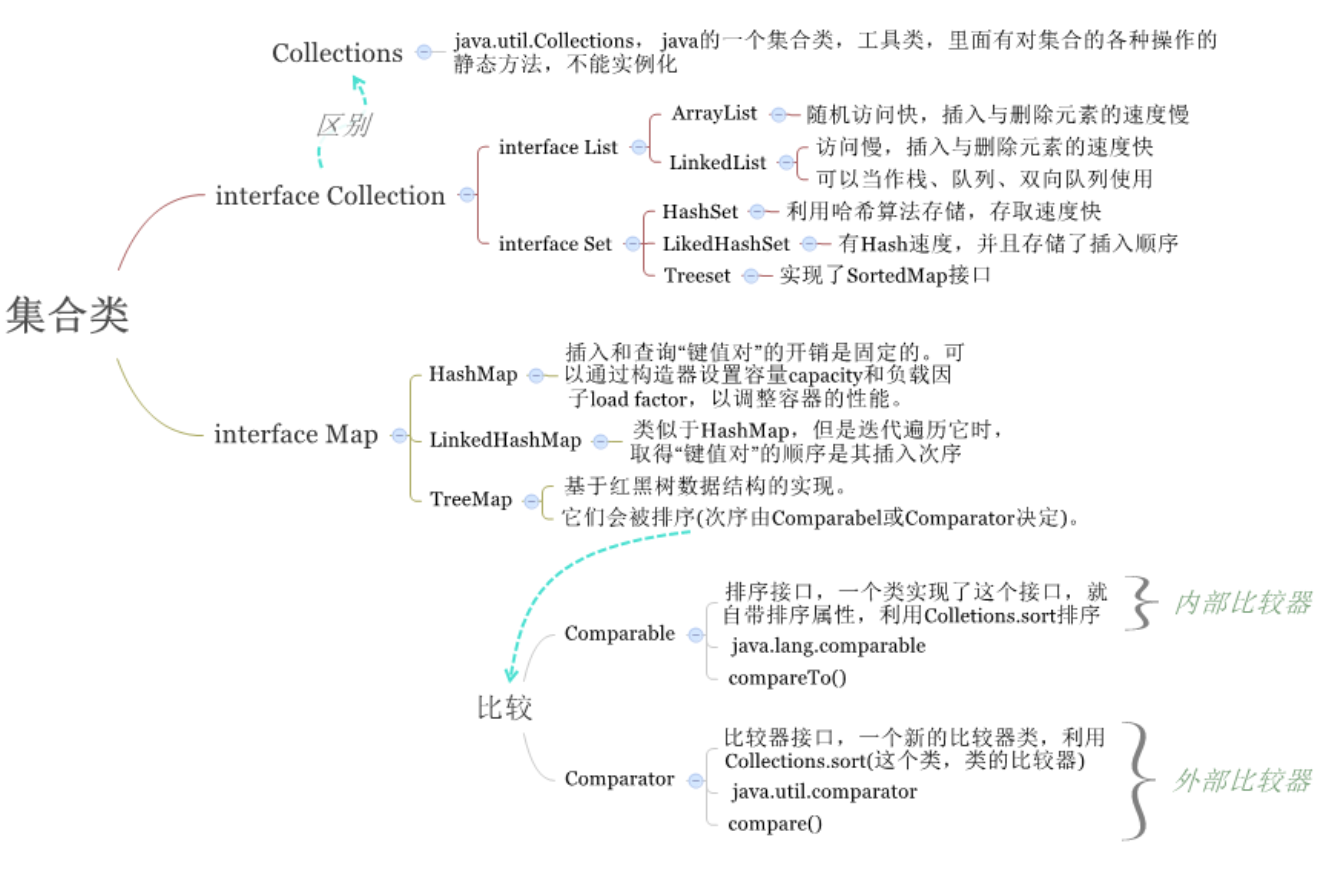 Collections
java.util.Collections， java的一个集合类，工具类，里面有对集合的各种操作的
静态方法，不能实例化
区别
interface Collection
interface List
ArrayList
随机访问快，插入与删除元素的速度慢
LinkedList
访问慢，插入与删除元素的速度快
可以当作栈、队列、双向队列使用
interface Set
HashSet
利用哈希算法存储，存取速度快
LikedHashSet
有Hash速度，并且存储了插入顺序
Treeset
实现了SortedMap接口
集合类
interface Map
HashMap
插入和查询“键值对”的开销是固定的。可
以通过构造器设置容量capacity和负载因
子load factor，以调整容器的性能。
LinkedHashMap
类似于HashMap，但是迭代遍历它时，
取得“键值对”的顺序是其插入次序
TreeMap
基于红黑树数据结构的实现。
它们会被排序(次序由Comparabel或Comparator决定)。
比较
Comparable
排序接口，一个类实现了这个接口，就
自带排序属性，利用Colletions.sort排序
java.lang.comparable
compareTo()
内部比较器
Comparator
比较器接口，一个新的比较器类，利用
Collections.sort(这个类，类的比较器)
java.util.comparator
compare()
外部比较器